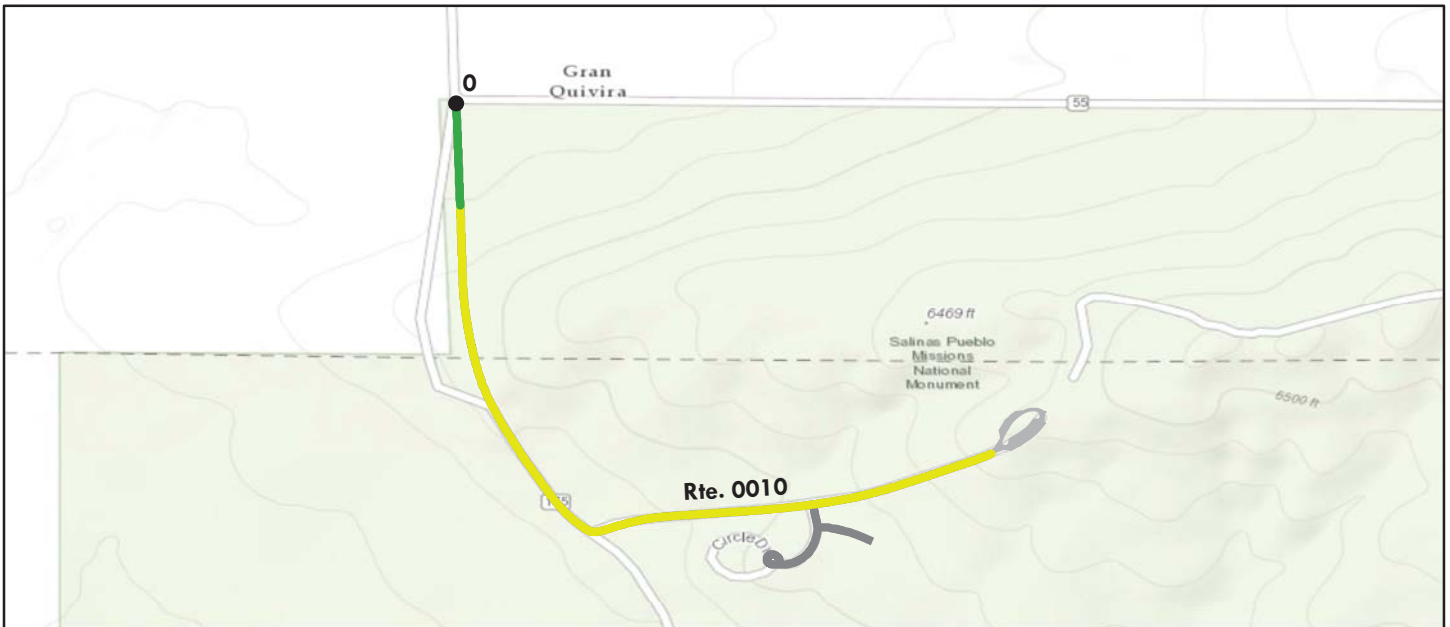 0
Gran
Quivira
55
6469 ft
Salinas Pueblo
Missions
National
Monument
6500 ft
Rte. 0010
Circle D